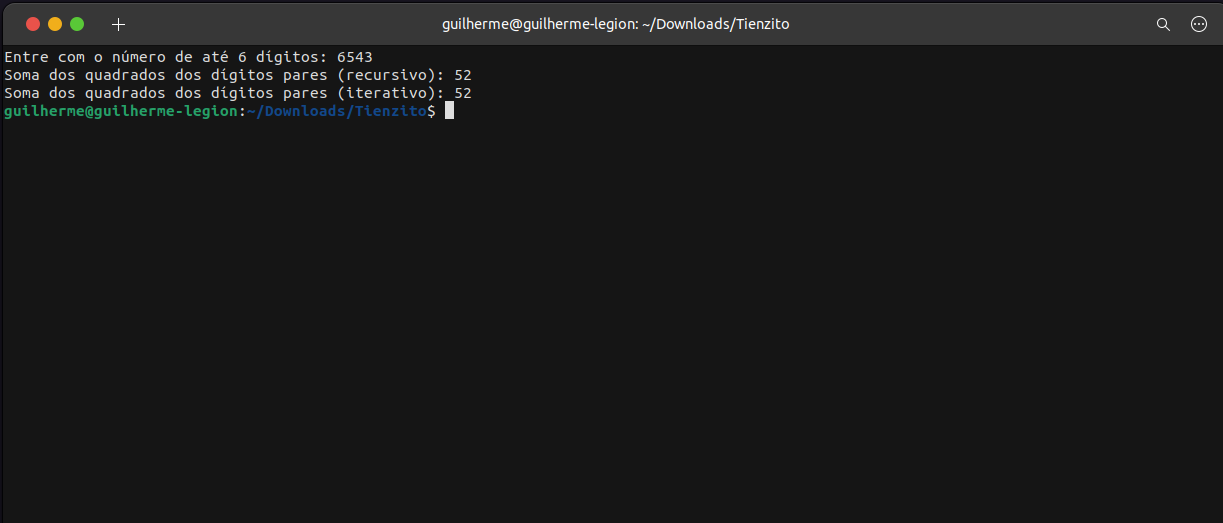 guilherme@guilherme-legion: ~/Downloads/Tienzito
Entre com o número de até 6 dígitos: 6543
Soma dos quadrados dos dígitos pares (recursivo): 52
Soma dos quadrados dos dígitos pares (iterativo): 52
guilherme@guilherme-legion:~/Downloads/Tienzito$